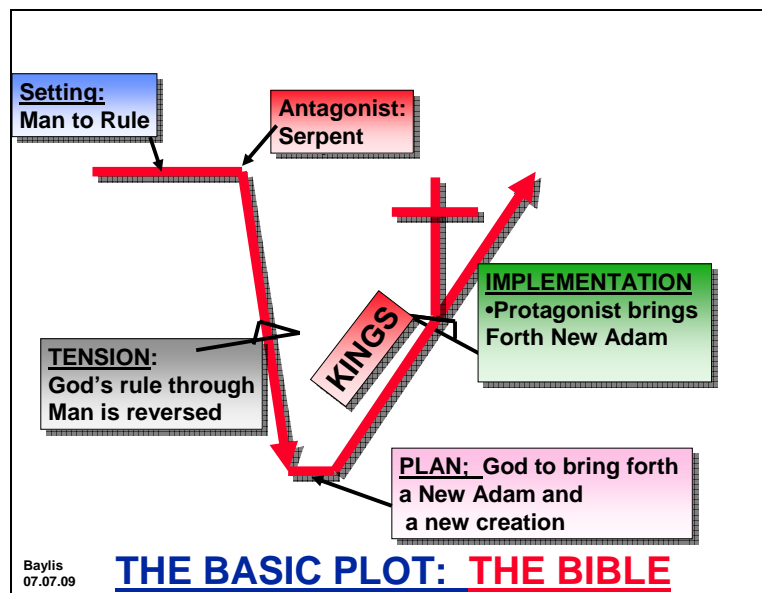 Setting:
Man to Rule
Antagonist:
Serpent
IMPLEMENTATION
•Protagonist brings
Forth New Adam
KINGS
TENSION:
God’s rule through
Man is reversed
PLAN; God to bring forth
a New Adam and
a new creation
Baylis
07.07.09
THE BASIC PLOT: THE BIBLE